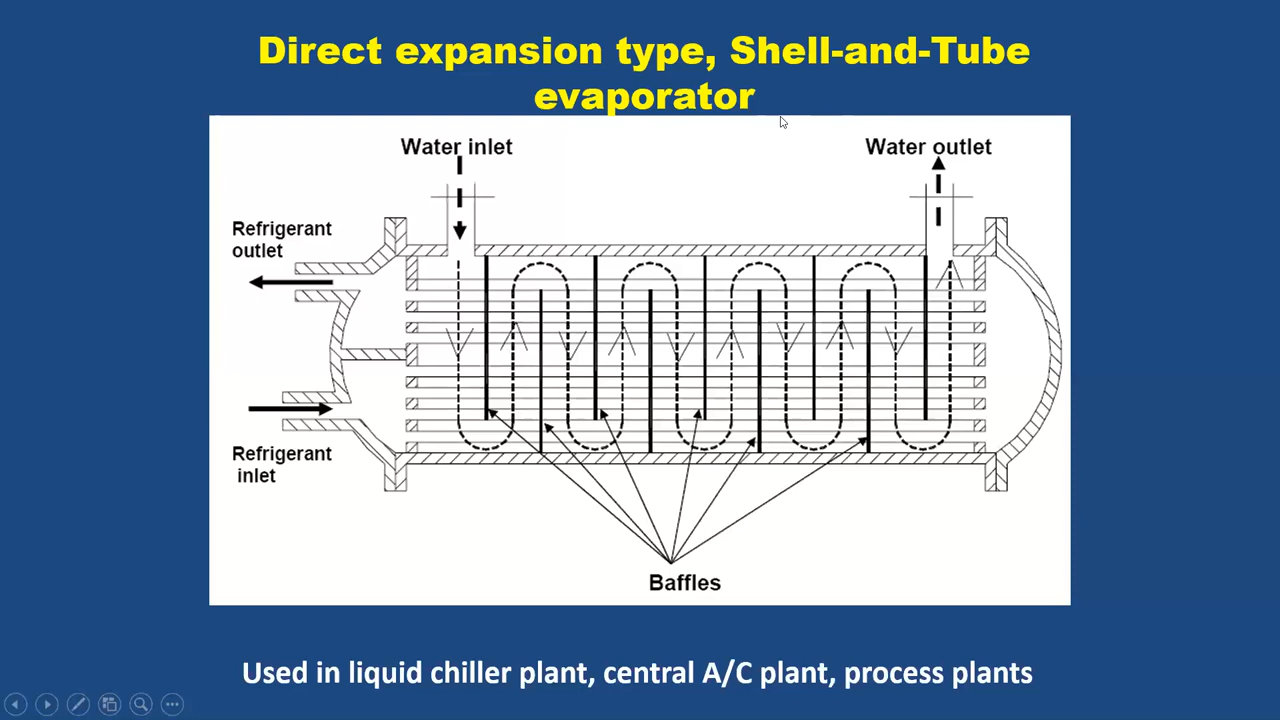 Direct expansion type, Shell-and-Tube
evaporator
Water inlet
Water outlet
Refrigerant
outlet
Refrigerant
inlet
Baffles
Used in liquid chiller plant, central A/C plant, process plants